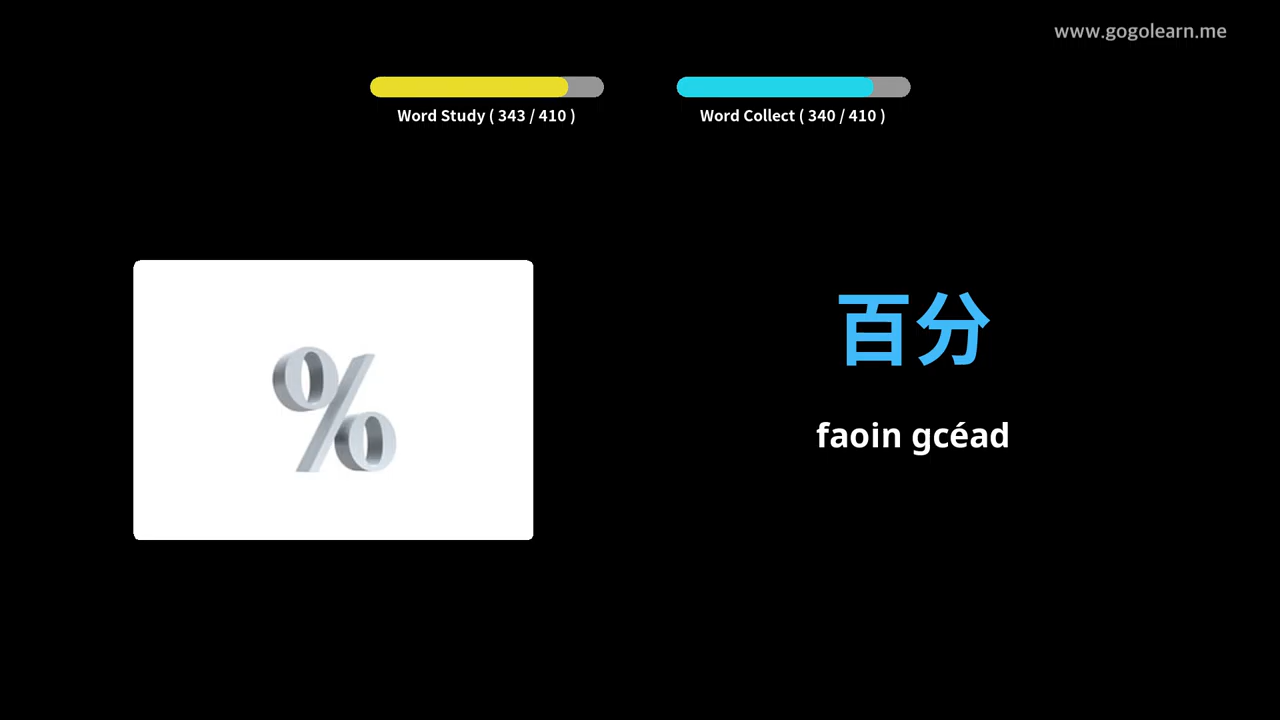 www.gogolearn.me
Word Study ( 343 / 410 )
Word Collect ( 340 / 410 )
%
百分
faoin gcéad